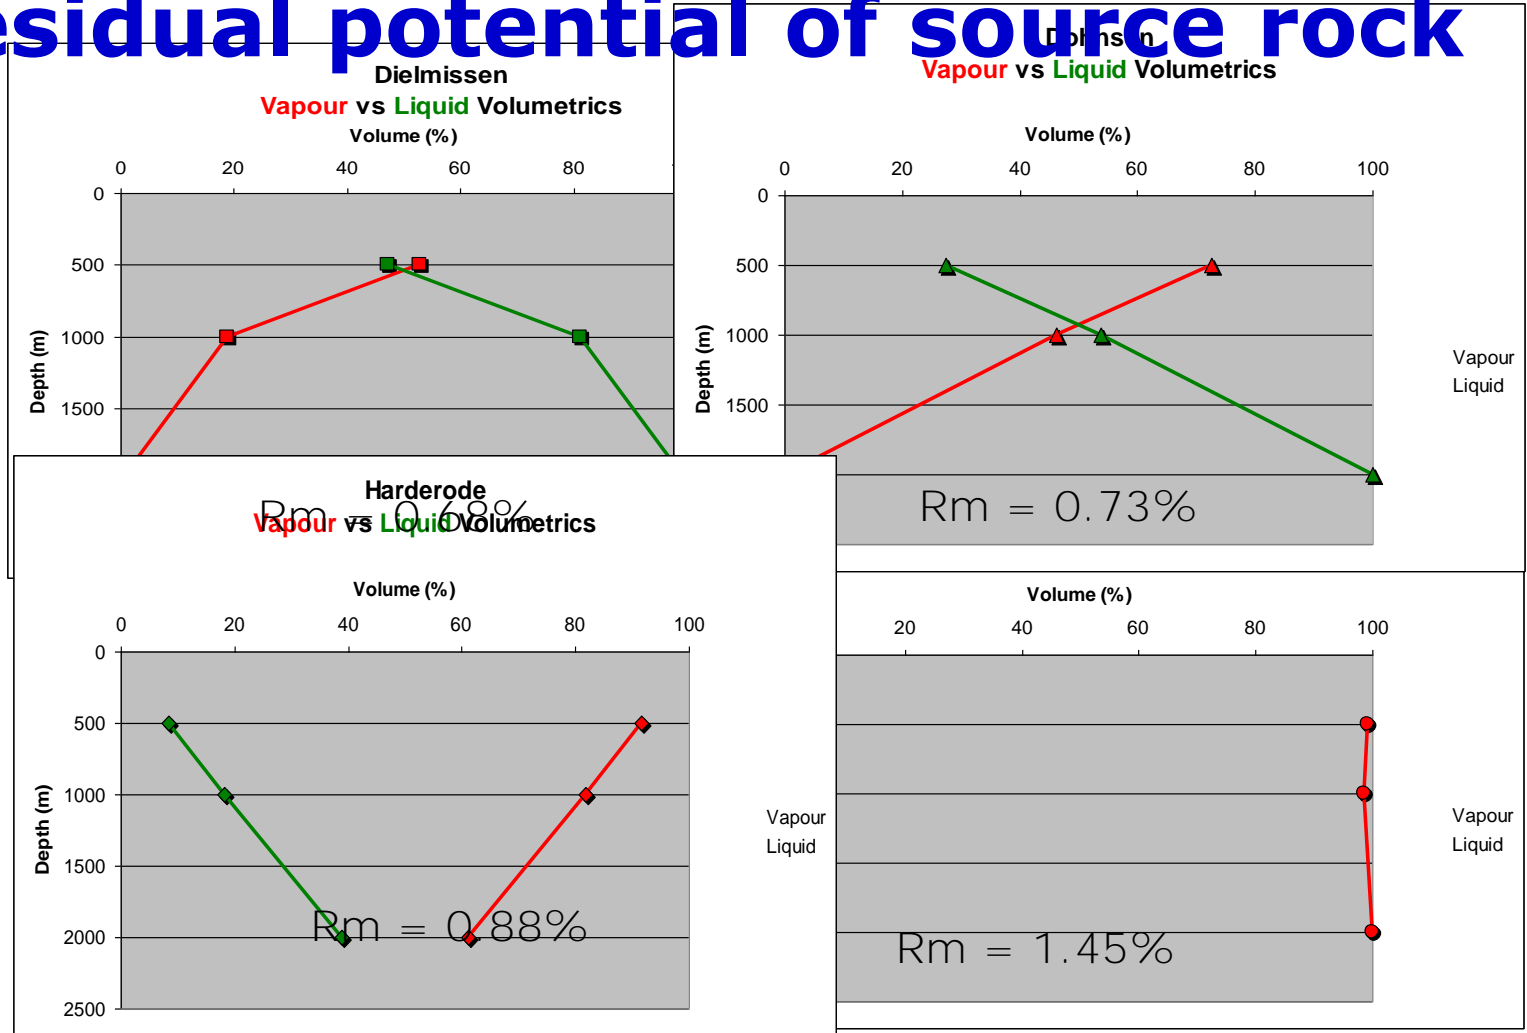 esidual potential of source rock
Dielmissen
Vapour vs Liquid Volumetrics
Volume (%)
0 20 40 60 80
0
500
1000
1500
Depth (m)
Dohnsen
Vapour vs Liquid Volumetrics
Volume (%)
0 20 40 60 80 100
0
500
1000
1500
Depth (m)
Vapour
Liquid
Rm = 0.73%
Harderode
Rm = 0.68%
Vapour vs Liquid Volumetrics
Volume (%)
0 20 40 60 80 100
0
500
1000
1500
2000
2500
Depth (m)
Vapour
Liquid
Rm = 0.88%
Volume (%)
20 40 60 80 100
Vapour
Liquid
Rm = 1.45%